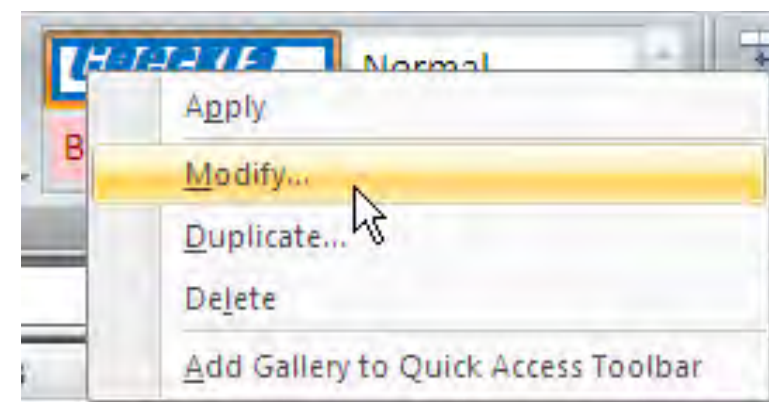 Normal
Apply
B
Modify...
Duplicate...
Delete
Add Gallery to Quick Access Toolbar